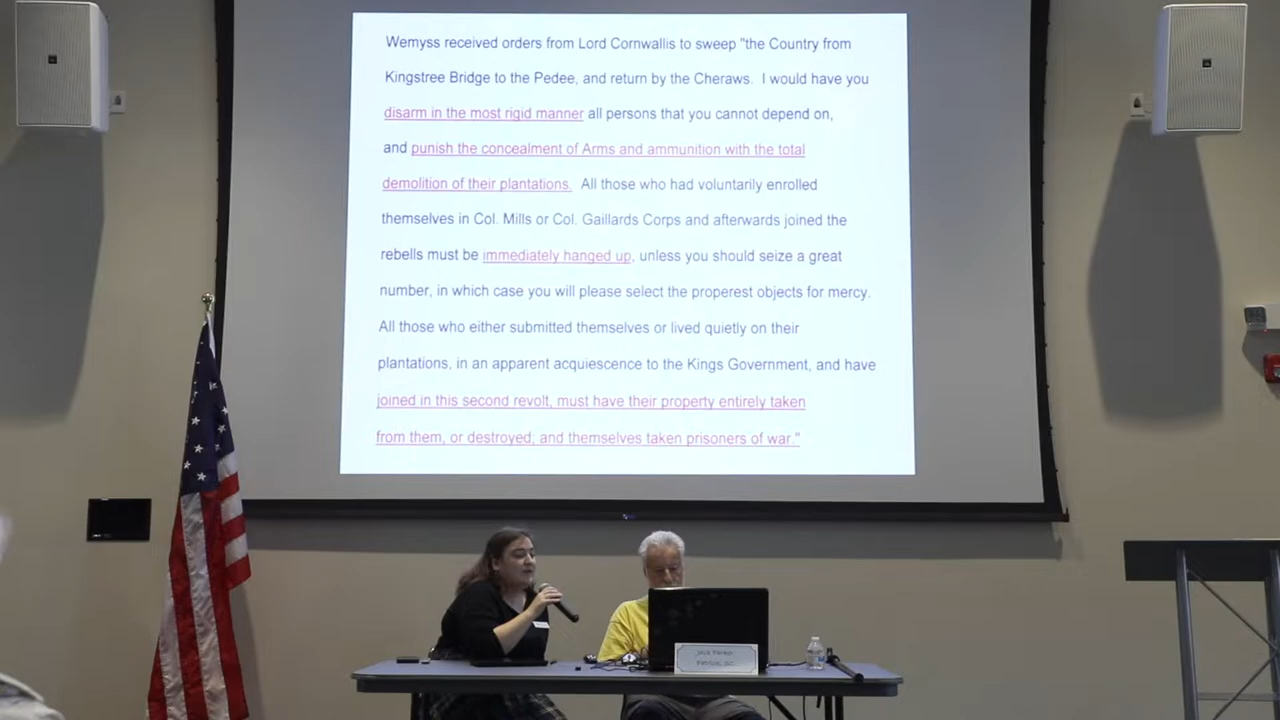 Wemyss received orders from Lord Cornwallis to sweep "the Country from
Kingstree Bridge to the Pedee, and return by the Cheraws. I would have you
disarm in the most rigid manner all persons that you cannot depend on,
and punish the concealment of Arms and ammunition with the total
demolition of their plantations. All those who had voluntarily enrolled
themselves in Col. Mills or Col. Gaillards Corps and afterwards joined the
rebells must be immediately hanged up, unless you should seize a great
number, in which case you will please select the properest objects for mercy.
All those who either submitted themselves or lived quietly on their
plantations, in an apparent acquiescence to the Kings Government, and have
joined in this second revolt, must have their property entirely taken
from them, or destroyed, and themselves taken prisoners of war."
Parker